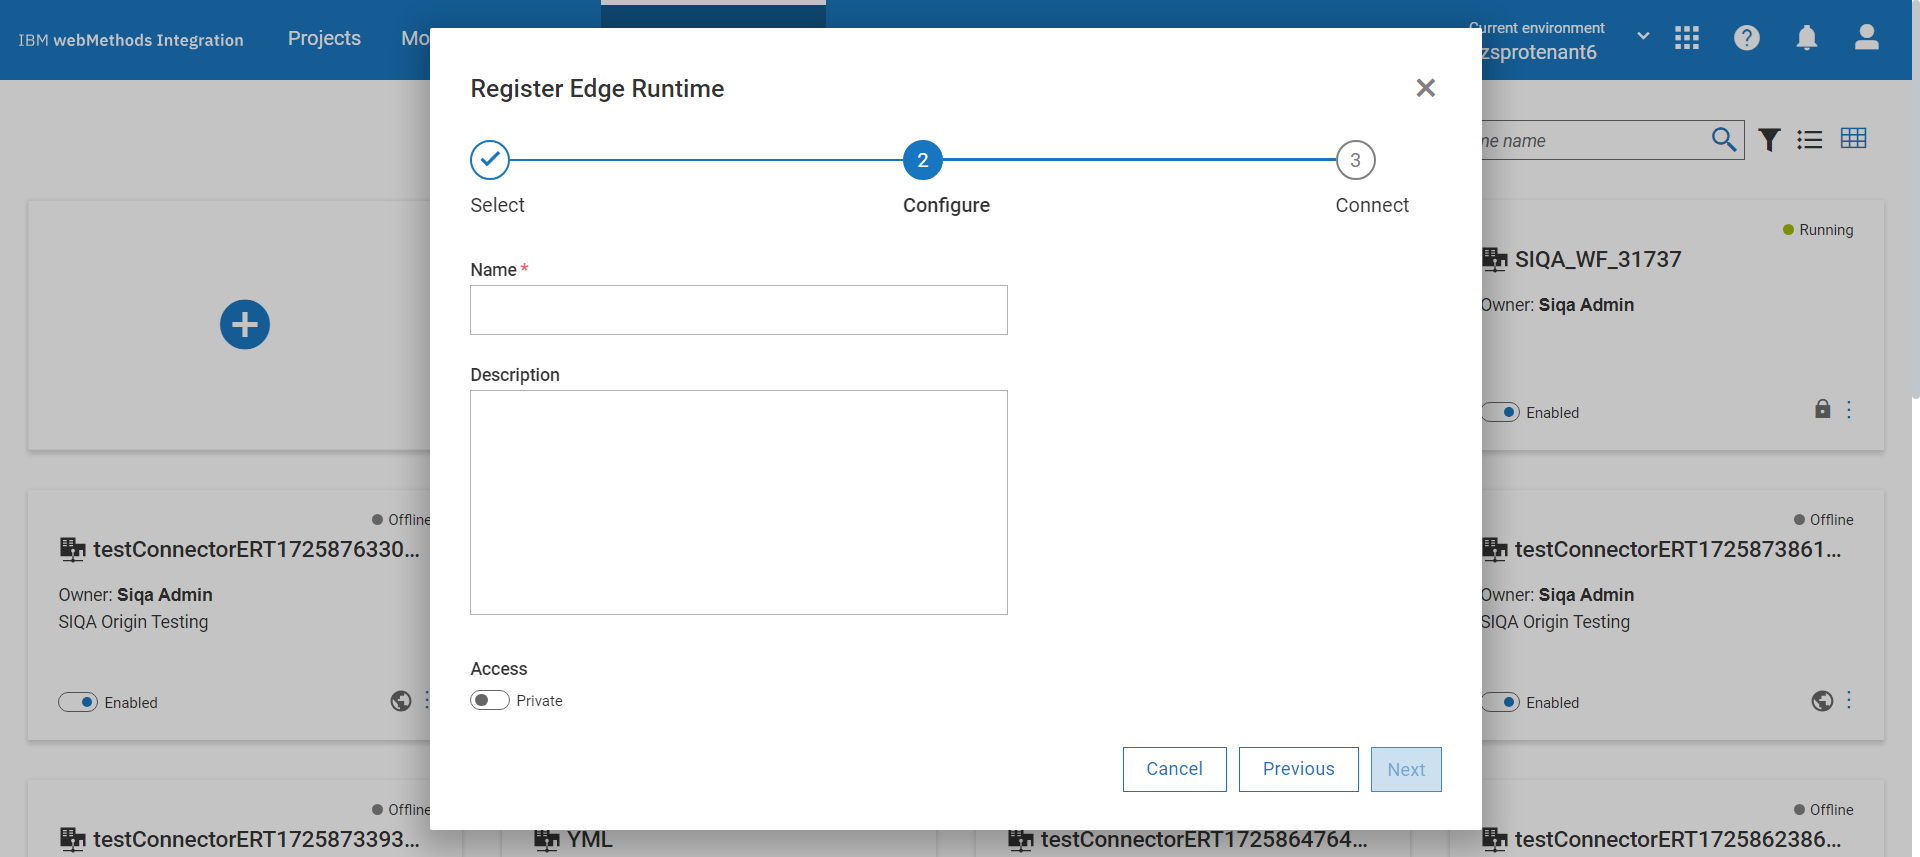 IBM webMethods Integration
Projects
Mo
Current environment
zsprotenant6
Register Edge Runtime
2
3
Select
Configure
Connect
Name *
Description
Access
Private
Cancel
Previous
Next
me name
Running
SIQA_WF_31737
Owner: Siqa Admin
Enabled
Offline
testConnectorERT1725876330...
Owner: Siqa Admin
SIQA Origin Testing
Enabled
Offline
testConnectorERT1725873861...
Owner: Siqa Admin
SIQA Origin Testing
Enabled
Offline
testConnectorERT1725873393...
YML
testConnectorERT1725864764...
Offline
testConnectorERT1725862386...